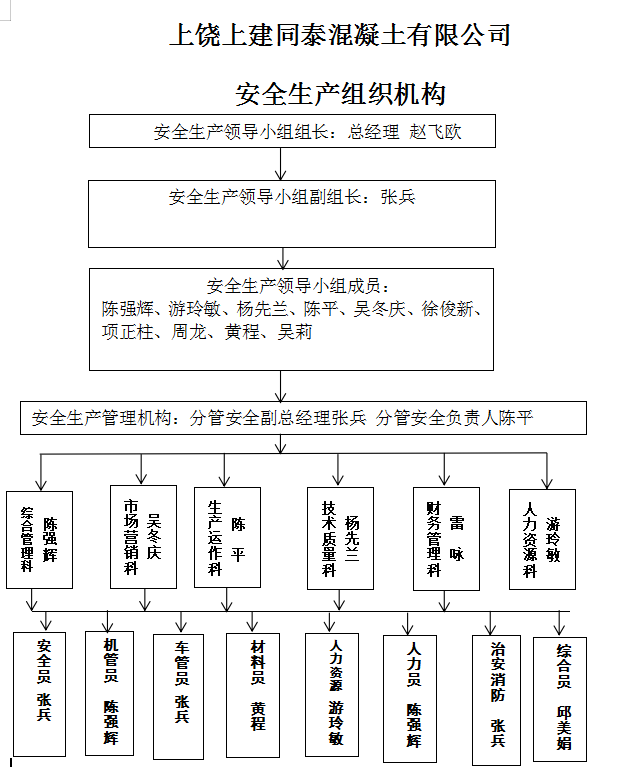 上饶上建同泰混凝土有限公司
安全生产组织机构
安全生产领导小组组长：总经理 赵飞欧
安全生产领导小组副组长：张兵
安全生产领导小组成员：
陈强辉、游玲敏、杨先兰、陈平、吴冬庆、徐俊新、
项正柱、周龙、黄程、吴莉
安全生产管理机构：分管安全副总经理张兵 分管安全负责人陈平
综合管理科 陈强辉
市场营销科 吴冬庆
生产运作科 陈平
技术质量科 杨先兰
财务管理科 雷咏
人力资源科 游玲敏
安全员 张兵
机管员 陈强辉
车管员 张兵
材料员 黄程
人力资源 游玲敏
人力员 陈强辉
治安消防 张兵
综合员 邱美娟